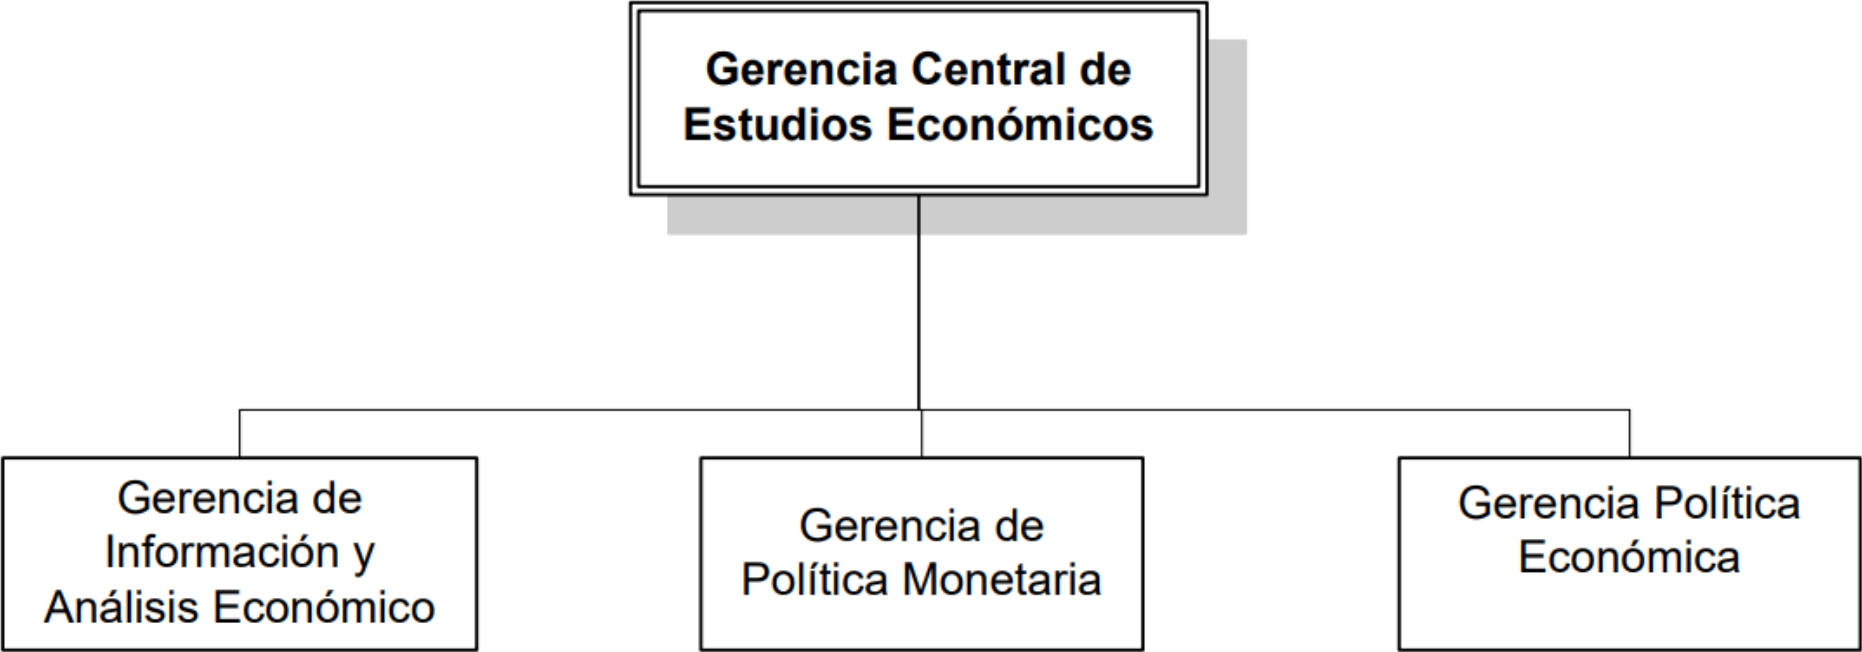 Gerencia Central de
Estudios Económicos
Gerencia de
Información y
Análisis Económico
Gerencia de
Política Monetaria
Gerencia Política
Económica